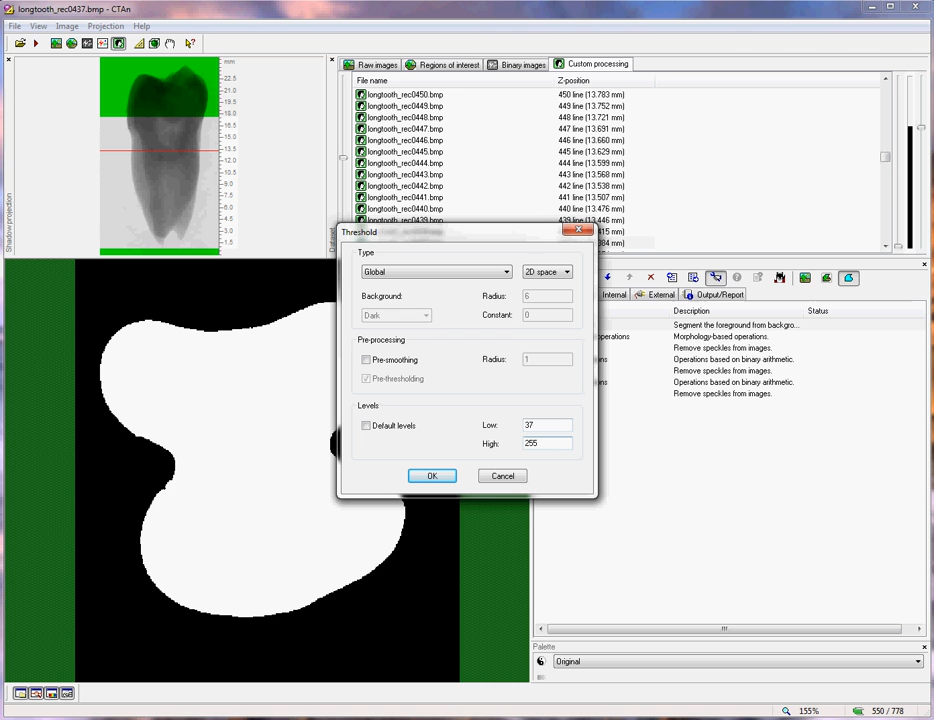 longtooth_rec0437.bmp - CTAn
File View Image Projection Help
mm
22.5
21.0
19.5
18.0
16.5
15.0
13.5
12.0
10.5
9.0
7.5
6.0
4.5
3.0
1.5
Shadow projection
Dataset
Raw images Regions of interest Binary images Custom processing
File name Z-position
longtooth_rec0450.bmp 450 line (13.783 mm)
longtooth_rec0449.bmp 449 line (13.752 mm)
longtooth_rec0448.bmp 448 line (13.721 mm)
longtooth_rec0447.bmp 447 line (13.691 mm)
longtooth_rec0446.bmp 446 line (13.660 mm)
longtooth_rec0445.bmp 445 line (13.629 mm)
longtooth_rec0444.bmp 444 line (13.599 mm)
longtooth_rec0443.bmp 443 line (13.568 mm)
longtooth_rec0442.bmp 442 line (13.538 mm)
longtooth_rec0441.bmp 441 line (13.507 mm)
longtooth_rec0440.bmp 440 line (13.476 mm)
longtooth_rec0439.bmp 439 line (13.446 mm)
415 mm)
384 mm)
Threshold
Type
Global 2D space
Background: Radius: 6
Dark Constant: 0
Pre-processing
Pre-smoothing Radius: 1
Pre-thresholding
Levels
Default levels Low: 37
High: 255
OK Cancel
Internal External Output/Report
Description Status
Segment the foreground from backgro...
perations Morphology-based operations.
Remove speckles from images.
ns Operations based on binary arithmetic.
Remove speckles from images.
ns Operations based on binary arithmetic.
Remove speckles from images.
Palette
Original
155% 550 / 778